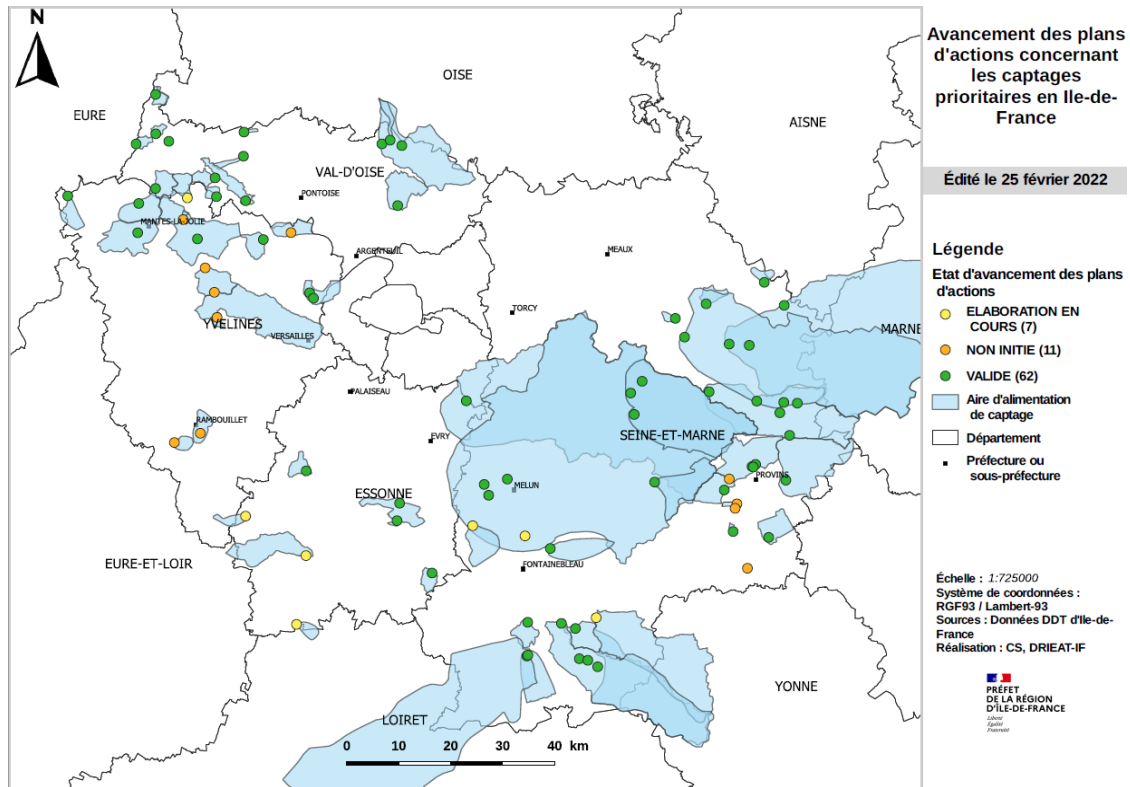 N
OISE
EURE
AISNE
VAL-D'OISE
PONTOISE
MANTES-LA-JOLIE
ARGENTEUIL
MEAUX
TORCY
YVELINES
VERSAILLES
MARNE
PALAISEAU
RAMBOUILLET
EVRY
SEINE-ET-MARNE
PROVINS
MELUN
ESSONNE
EURE-ET-LOIR
FONTAINEBLEAU
YONNE
LOIRET
0 10 20 30 40 km
Avancement des plans
d'actions concernant
les captages
prioritaires en Ile-de-
France
Édité le 25 février 2022
Légende
Etat d'avancement des plans
d'actions
ELABORATION EN
COURS (7)
NON INITIE (11)
VALIDE (62)
Aire d'alimentation
de captage
Département
Préfecture ou
sous-préfecture
Échelle : 1:725000
Système de coordonnées :
RGF93 / Lambert-93
Sources : Données DDT d'Ile-de-
France
Réalisation : CS, DRIEAT-IF
PRÉFET
DE LA RÉGION
D'ÎLE-DE-FRANCE
Liberté
Égalité
Fraternité